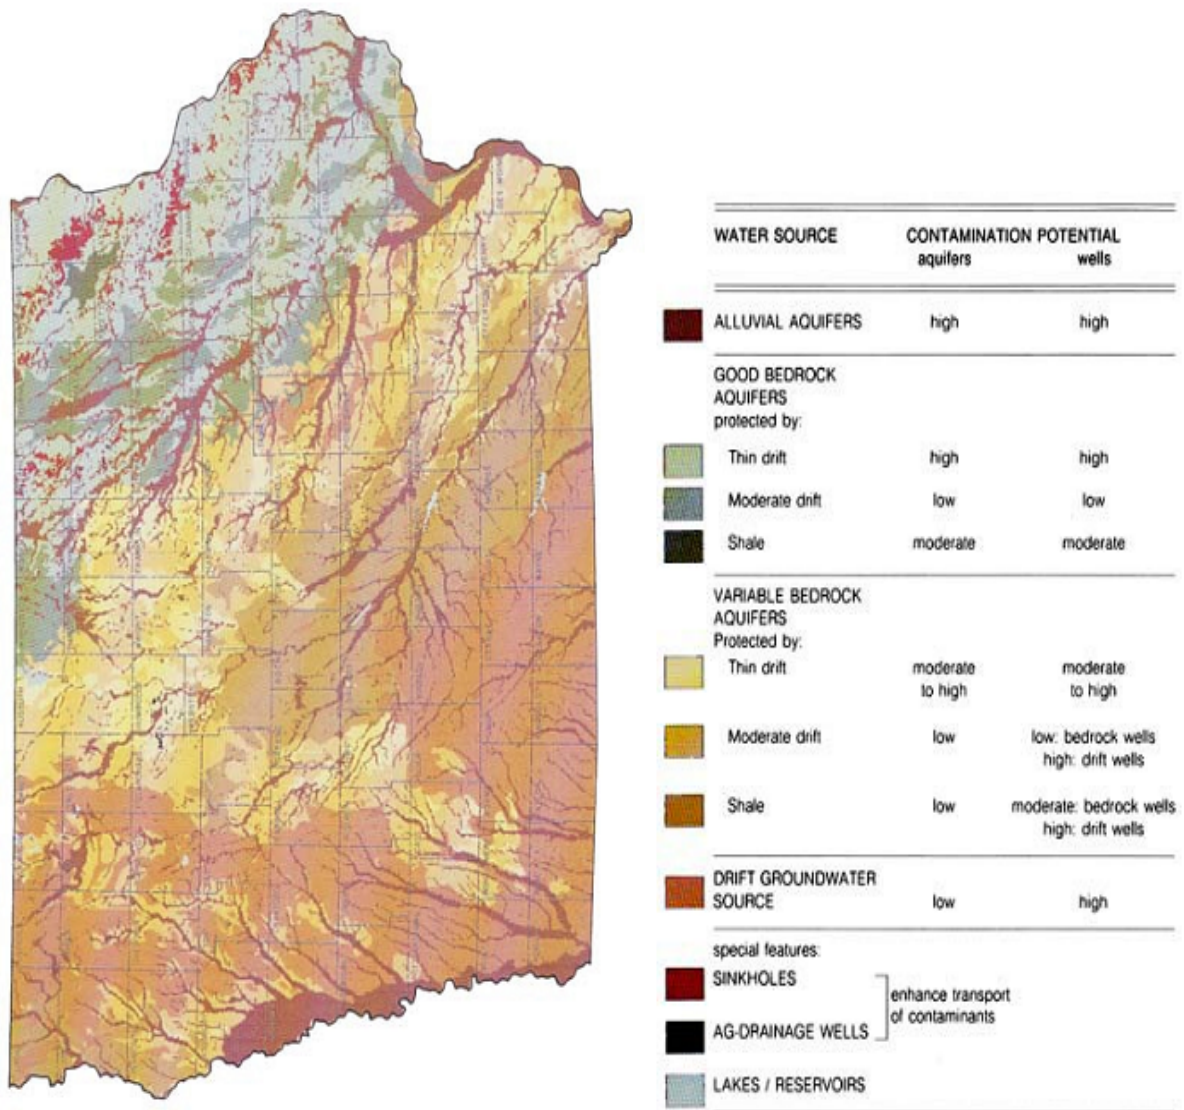 WATER SOURCE CONTAMINATION POTENTIAL
aquifers wells
ALLUVIAL AQUIFERS high high
GOOD BEDROCK
AQUIFERS
protected by:
Thin drift high high
Moderate drift low low
Shale moderate moderate
VARIABLE BEDROCK
AQUIFERS
Protected by:
Thin drift moderate moderate
to high to high
Moderate drift low low: bedrock wells
high: drift wells
Shale low moderate: bedrock wells
high: drift wells
DRIFT GROUNDWATER
SOURCE low high
special features:
SINKHOLES
enhance transport
of contaminants
AG-DRAINAGE WELLS
LAKES / RESERVOIRS